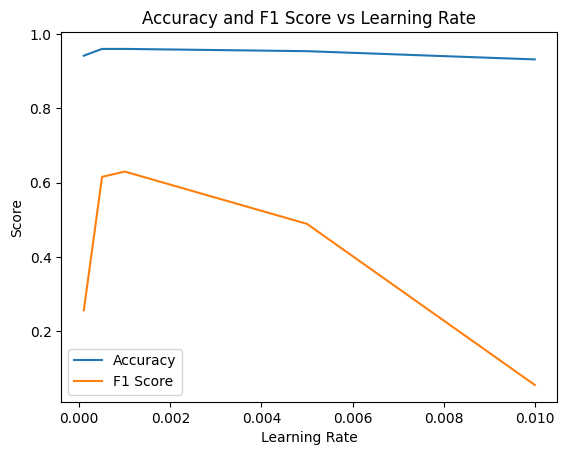 Accuracy and F1 Score vs Learning Rate
1.0
0.8
0.6
0.4
0.2
Score
Accuracy
F1 Score
0.000 0.002 0.004 0.006 0.008 0.010
Learning Rate